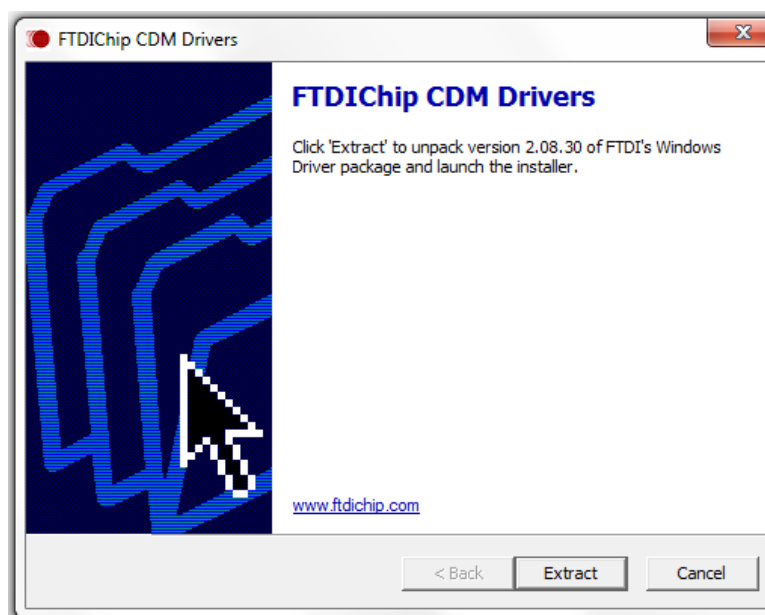 FTDIChip CDM Drivers
X
FTDIChip CDM Drivers
Click 'Extract' to unpack version 2.08.30 of FTDI's Windows
Driver package and launch the installer.
www.ftdichip.com
< Back
Extract
Cancel